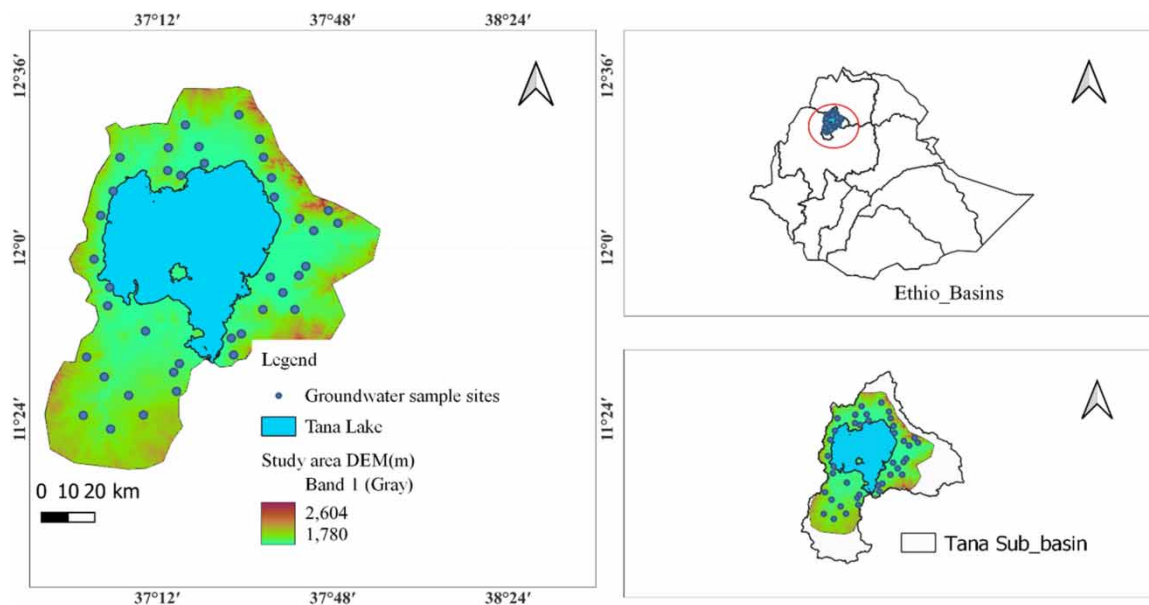 37°12′ 37°48′ 38°24′
12°36′
12°0′
11°24′
Legend
Groundwater sample sites
Tana Lake
Study area DEM(m)
Band 1 (Gray)
2,604
1,780
0 10 20 km
37°12′ 37°48′ 38°24′
12°36′
12°0′
11°24′
Ethio_Basins
Tana Sub_basin